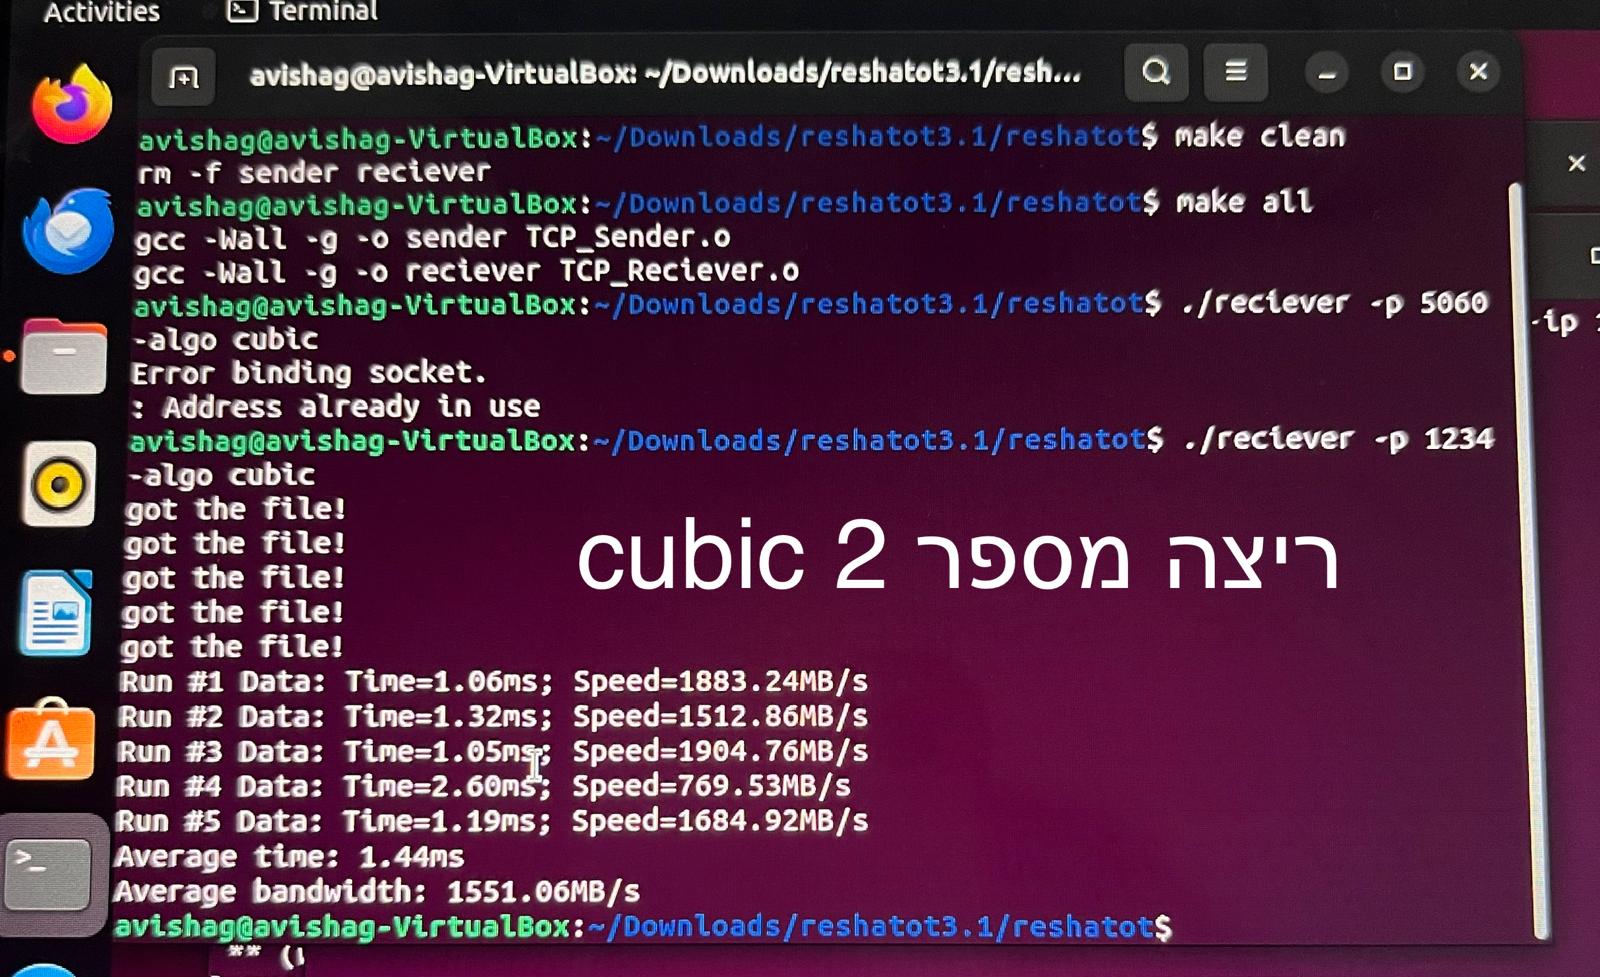 Activities Terminal
avishag@avishag-VirtualBox: ~/Downloads/reshatot3.1/resh...
avishag@avishag-VirtualBox:~/Downloads/reshatot3.1/reshatot$ make clean
rm -f sender reciever
avishag@avishag-VirtualBox:~/Downloads/reshatot3.1/reshatot$ make all
gcc -Wall -g -o sender TCP_Sender.o
gcc -Wall -g -o reciever TCP_Reciever.o
avishag@avishag-VirtualBox:~/Downloads/reshatot3.1/reshatot$ ./reciever -p 5060
-algo cubic
-ip
Error binding socket.
: Address already in use
avishag@avishag-VirtualBox:~/Downloads/reshatot3.1/reshatot$ ./reciever -p 1234
-algo cubic
got the file!
got the file!
got the file!
got the file!
got the file!
ריצה מספר 2 cubic
Run #1 Data: Time=1.06ms; Speed=1883.24MB/s
Run #2 Data: Time=1.32ms; Speed=1512.86MB/s
Run #3 Data: Time=1.05ms; Speed=1904.76MB/s
Run #4 Data: Time=2.60ms; Speed=769.53MB/s
Run #5 Data: Time=1.19ms; Speed=1684.92MB/s
Average time: 1.44ms
Average bandwidth: 1551.06MB/s
avishag@avishag-VirtualBox:~/Downloads/reshatot3.1/reshatot$